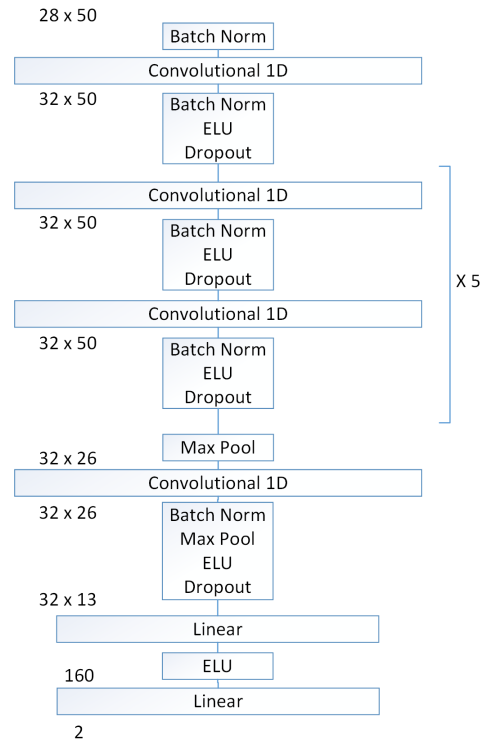 28 x 50
Batch Norm
Convolutional 1D
32 x 50
Batch Norm
ELU
Dropout
Convolutional 1D
32 x 50
Batch Norm
ELU
Dropout
X 5
Convolutional 1D
32 x 50
Batch Norm
ELU
Dropout
Max Pool
32 x 26
Convolutional 1D
32 x 26
Batch Norm
Max Pool
ELU
Dropout
32 x 13
Linear
ELU
160
Linear
2